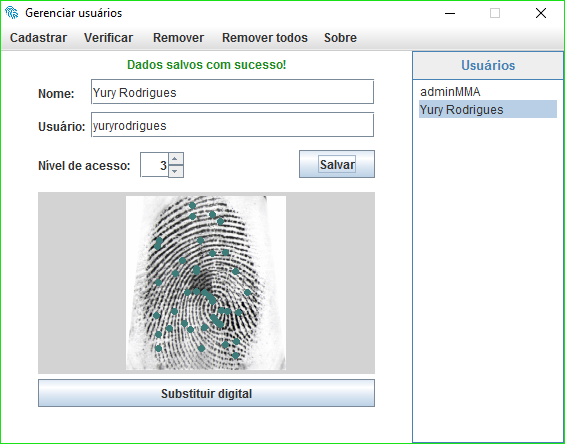 Gerenciar usuários
Cadastrar Verificar Remover Remover todos Sobre
Dados salvos com sucesso!
Nome: Yury Rodrigues
Usuário: yuryrodrigues
Nível de acesso: 3 Salvar
Substituir digital
Usuários
adminMMA
Yury Rodrigues